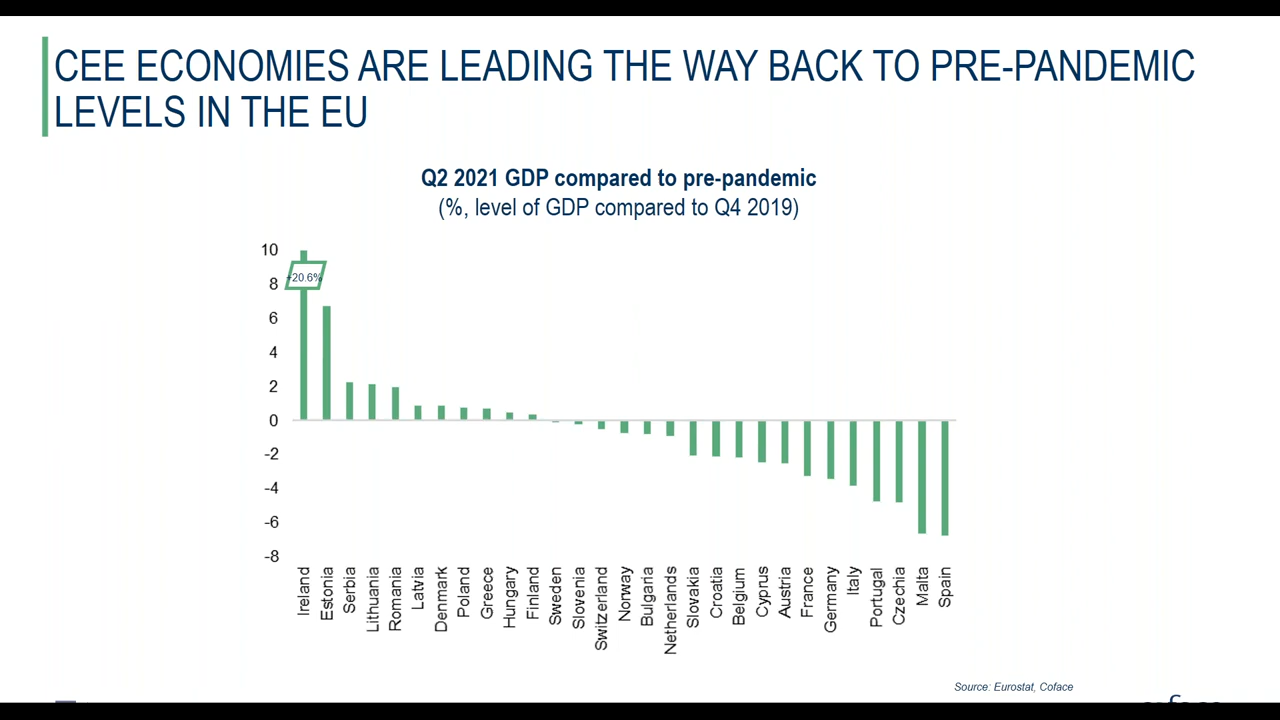 CEE ECONOMIES ARE LEADING THE WAY BACK TO PRE-PANDEMIC
LEVELS IN THE EU
Q2 2021 GDP compared to pre-pandemic
(%, level of GDP compared to Q4 2019)
10
8
6
4
2
0
-2
-4
-6
-8
+20.6%
Ireland
Estonia
Serbia
Lithuania
Romania
Latvia
Denmark
Poland
Greece
Hungary
Finland
Sweden
Slovenia
Switzerland
Norway
Bulgaria
Netherlands
Slovakia
Croatia
Belgium
Cyprus
Austria
France
Germany
Italy
Portugal
Czechia
Malta
Spain
Source: Eurostat, Coface